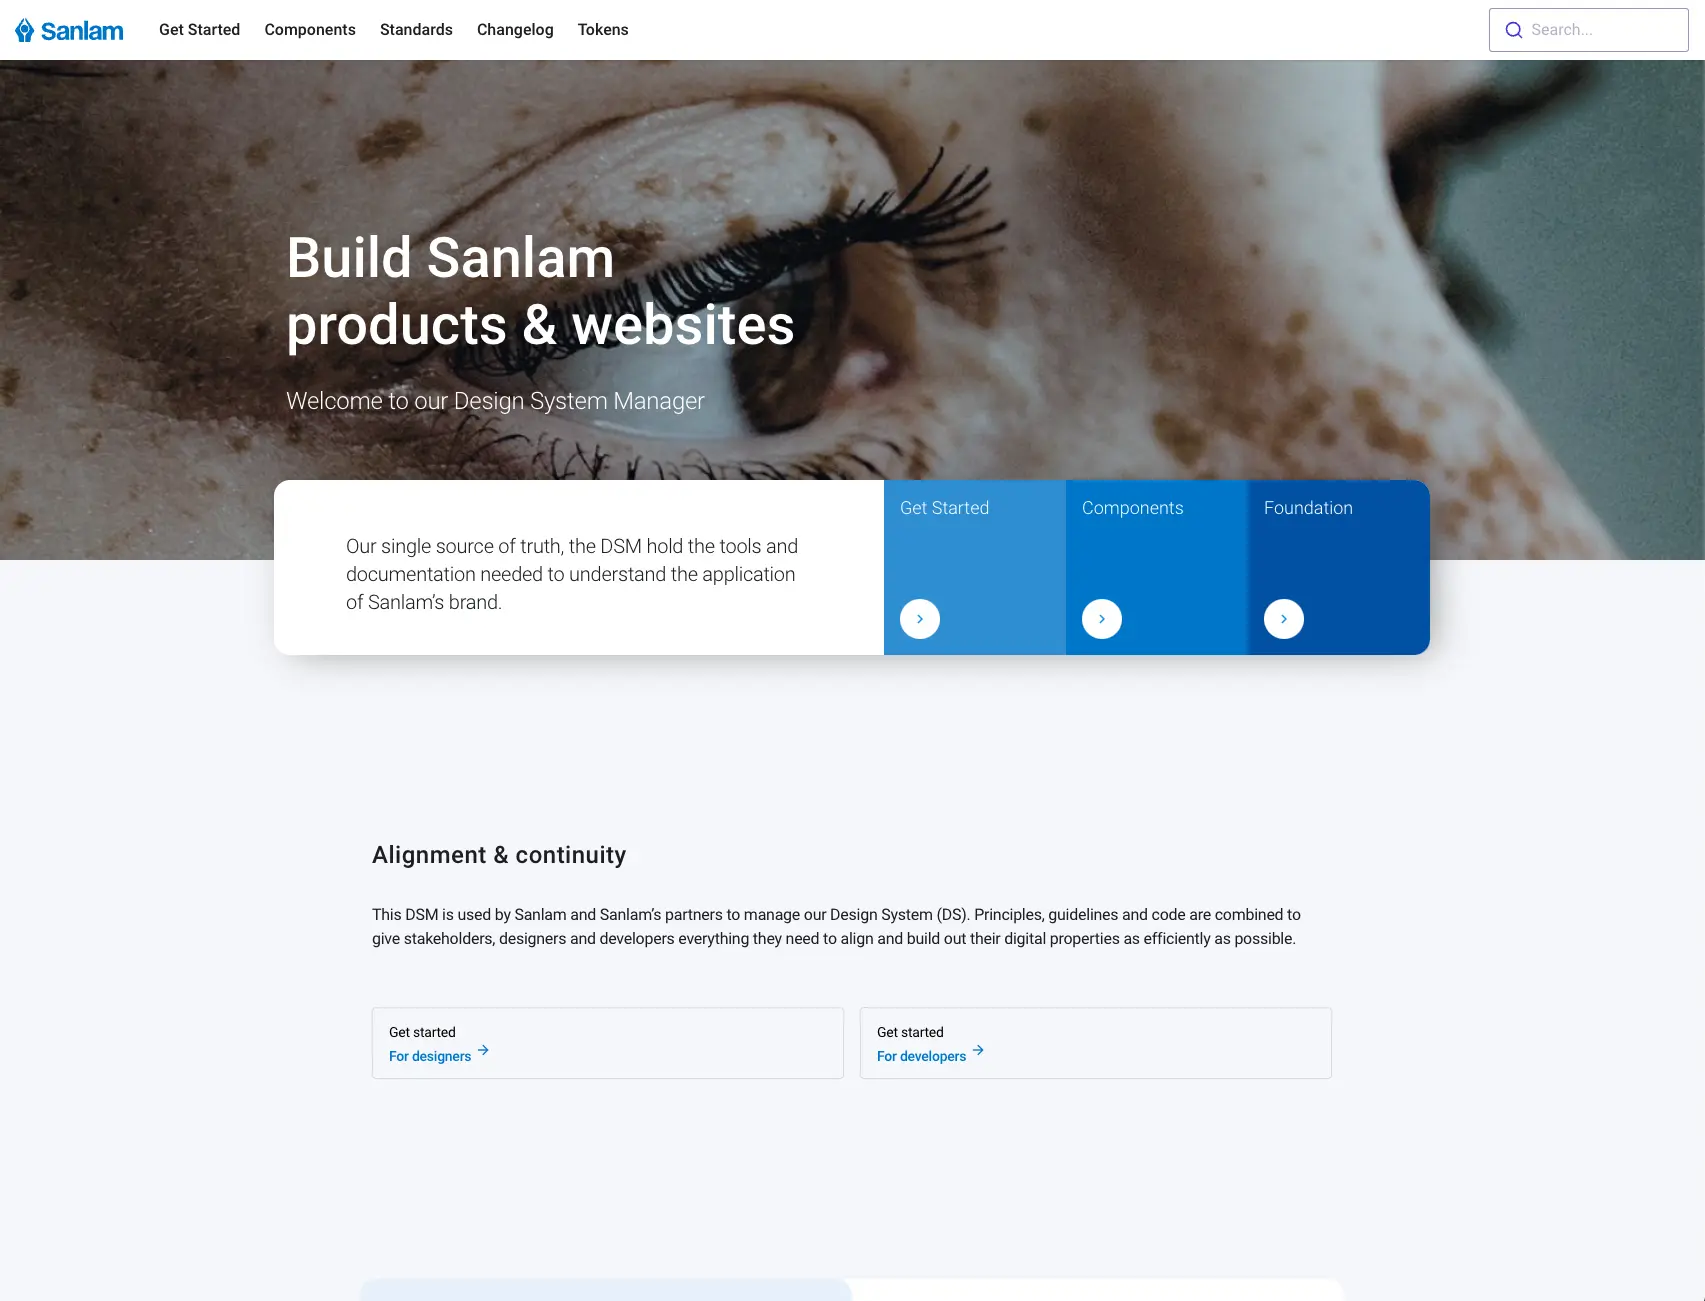 Sanlam
Get Started
Components
Standards
Changelog
Tokens
Search...
Build Sanlam
products & websites
Welcome to our Design System Manager
Our single source of truth, the DSM hold the tools and
documentation needed to understand the application
of Sanlam’s brand.
Get Started
Components
Foundation
Alignment & continuity
This DSM is used by Sanlam and Sanlam’s partners to manage our Design System (DS). Principles, guidelines and code are combined to
give stakeholders, designers and developers everything they need to align and build out their digital properties as efficiently as possible.
Get started
For designers
Get started
For developers